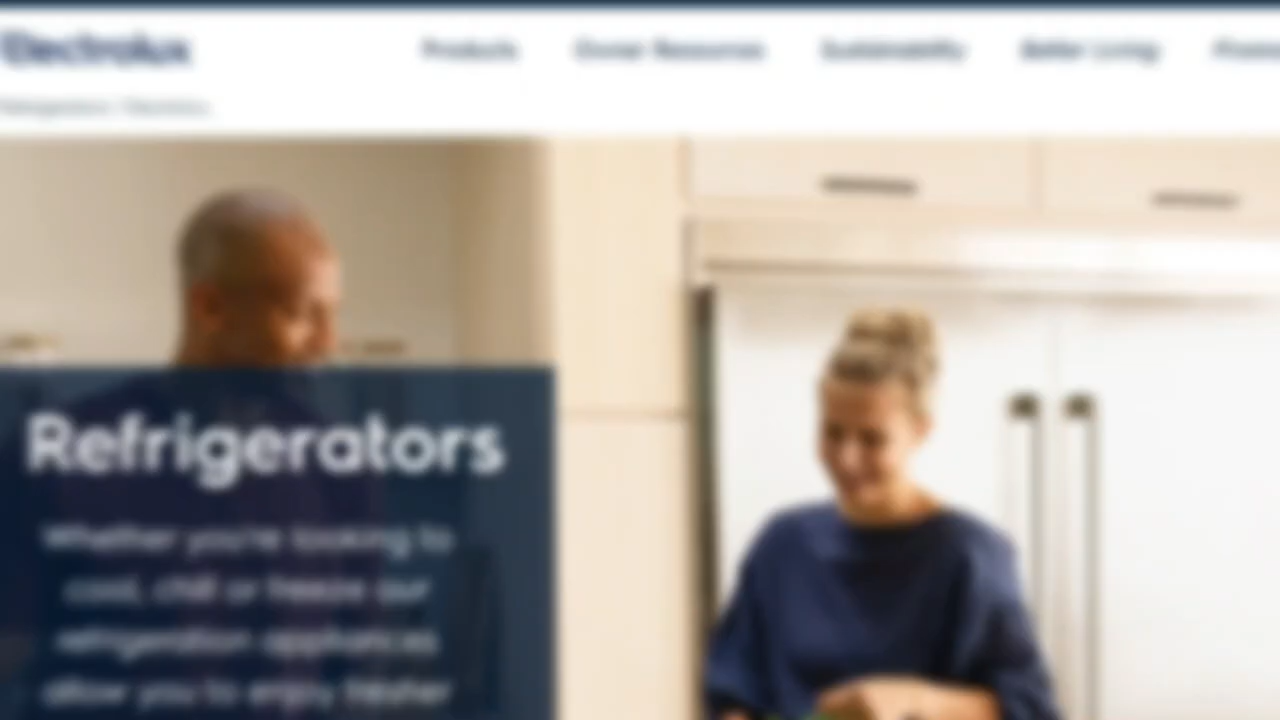 Electrolux
Products Owner Resources Sustainability Better Living
Refrigerators
Whether you're looking to
cool, chill or freeze our
refrigeration appliances
allow you to enjoy fresher